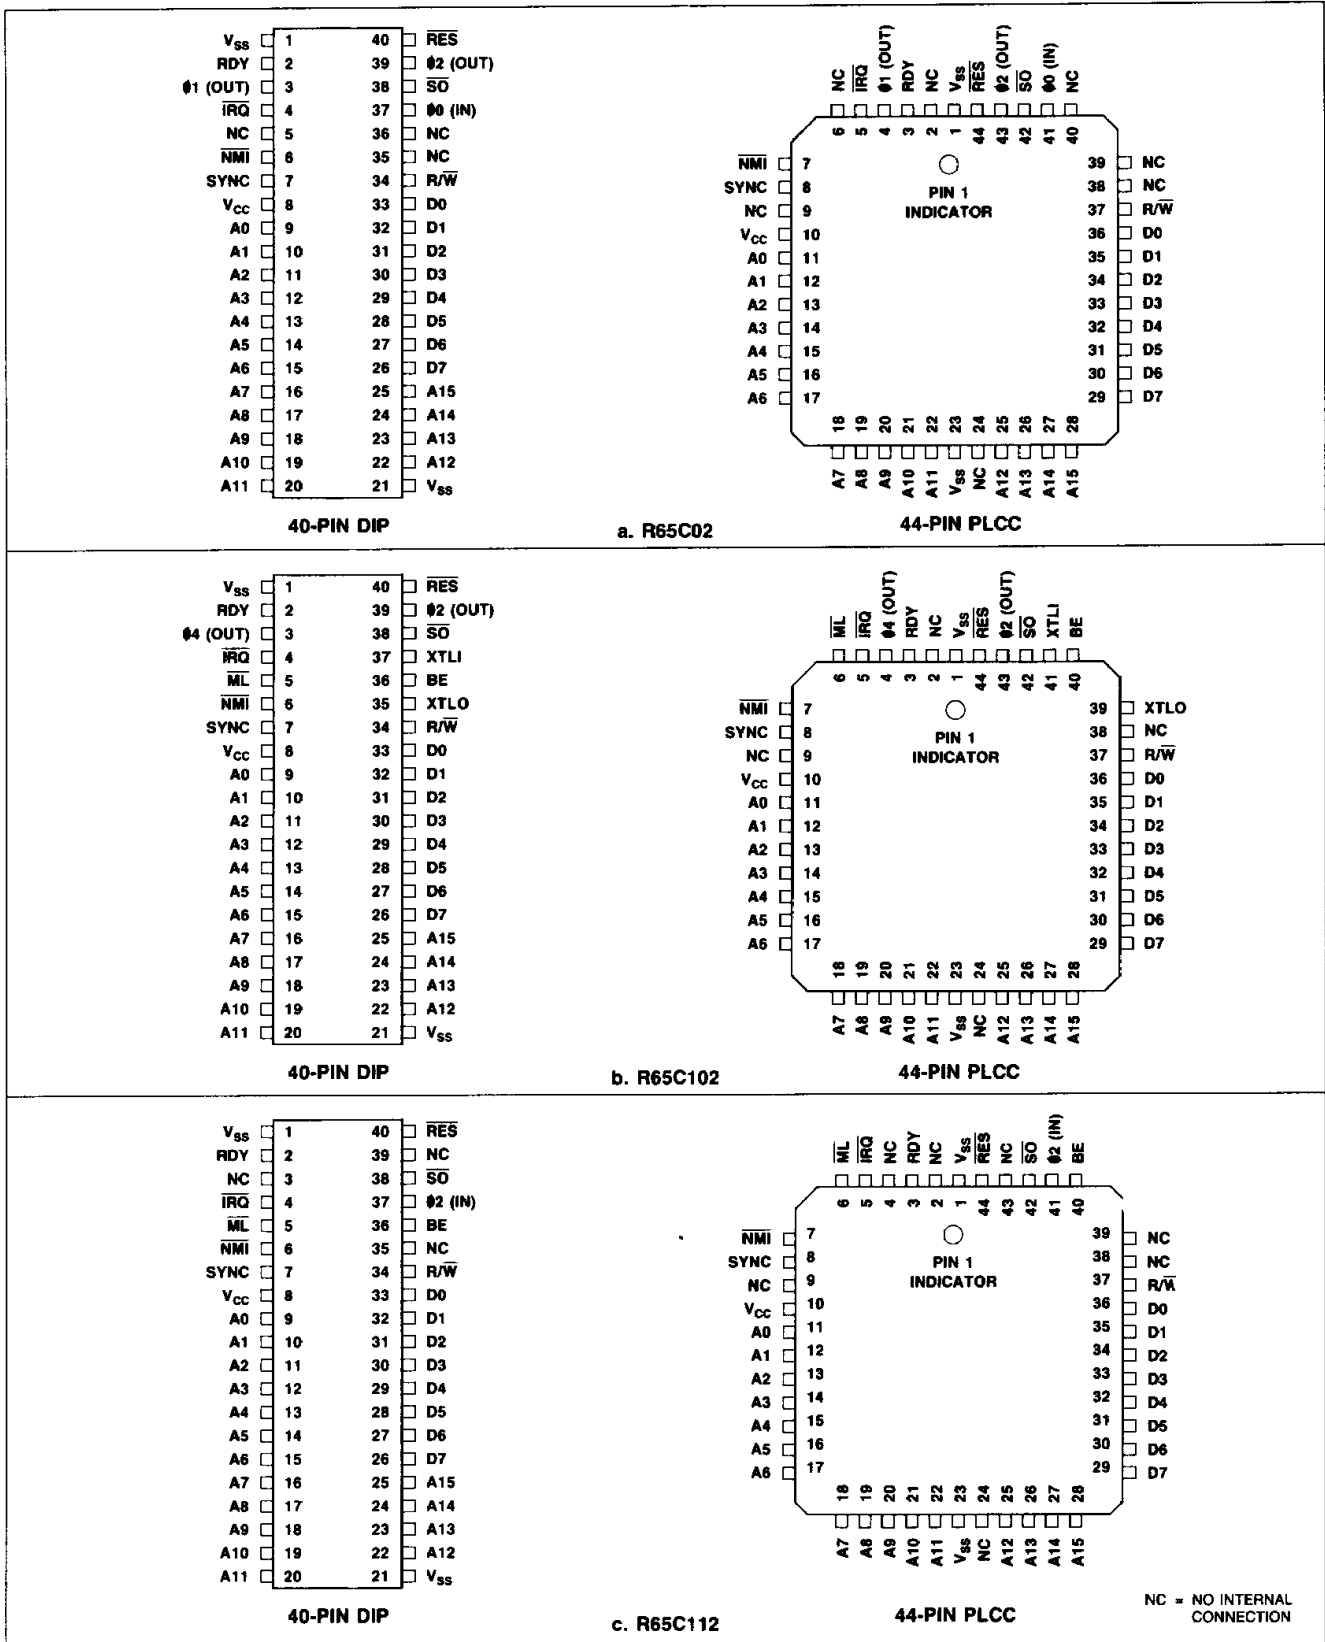 VSS 1 40 RES
RDY 2 39 φ2 (OUT)
φ1 (OUT) 3 38 SO
IRQ 4 37 φ0 (IN)
NC 5 36 NC
NMI 6 35 NC
SYNC 7 34 R/W
VCC 8 33 D0
A0 9 32 D1
A1 10 31 D2
A2 11 30 D3
A3 12 29 D4
A4 13 28 D5
A5 14 27 D6
A6 15 26 D7
A7 16 25 A15
A8 17 24 A14
A9 18 23 A13
A10 19 22 A12
A11 20 21 VSS
40-PIN DIP
NC IRQ φ1 (OUT) RDY NC VSS RES φ2 (OUT) SO φ0 (IN) NC
6 5 4 3 2 1 44 43 42 41 40
NMI 7 39 NC
SYNC 8 38 NC
NC 9 37 R/W
VCC 10 36 D0
A0 11 35 D1
A1 12 34 D2
A2 13 33 D3
A3 14 32 D4
A4 15 31 D5
A5 16 30 D6
A6 17 29 D7
PIN 1
INDICATOR
18 19 20 21 22 23 24 25 26 27 28
A7 A8 A9 A10 A11 VSS NC A12 A13 A14 A15
44-PIN PLCC
a. R65C02
VSS 1 40 RES
RDY 2 39 φ2 (OUT)
φ4 (OUT) 3 38 SO
IRQ 4 37 XTLI
ML 5 36 BE
NMI 6 35 XTLO
SYNC 7 34 R/W
VCC 8 33 D0
A0 9 32 D1
A1 10 31 D2
A2 11 30 D3
A3 12 29 D4
A4 13 28 D5
A5 14 27 D6
A6 15 26 D7
A7 16 25 A15
A8 17 24 A14
A9 18 23 A13
A10 19 22 A12
A11 20 21 VSS
40-PIN DIP
ML IRQ φ4 (OUT) RDY NC VSS RES φ2 (OUT) SO XTLI BE
6 5 4 3 2 1 44 43 42 41 40
NMI 7 39 XTLO
SYNC 8 38 NC
NC 9 37 R/W
VCC 10 36 D0
A0 11 35 D1
A1 12 34 D2
A2 13 33 D3
A3 14 32 D4
A4 15 31 D5
A5 16 30 D6
A6 17 29 D7
PIN 1
INDICATOR
18 19 20 21 22 23 24 25 26 27 28
A7 A8 A9 A10 A11 VSS NC A12 A13 A14 A15
44-PIN PLCC
b. R65C102
VSS 1 40 RES
RDY 2 39 NC
NC 3 38 SO
IRQ 4 37 φ2 (IN)
ML 5 36 BE
NMI 6 35 NC
SYNC 7 34 R/W
VCC 8 33 D0
A0 9 32 D1
A1 10 31 D2
A2 11 30 D3
A3 12 29 D4
A4 13 28 D5
A5 14 27 D6
A6 15 26 D7
A7 16 25 A15
A8 17 24 A14
A9 18 23 A13
A10 19 22 A12
A11 20 21 VSS
40-PIN DIP
ML IRQ NC RDY NC VSS RES NC SO φ2 (IN) BE
6 5 4 3 2 1 44 43 42 41 40
NMI 7 39 NC
SYNC 8 38 NC
NC 9 37 R/W
VCC 10 36 D0
A0 11 35 D1
A1 12 34 D2
A2 13 33 D3
A3 14 32 D4
A4 15 31 D5
A5 16 30 D6
A6 17 29 D7
PIN 1
INDICATOR
18 19 20 21 22 23 24 25 26 27 28
A7 A8 A9 A10 A11 VSS NC A12 A13 A14 A15
44-PIN PLCC
c. R65C112
NC = NO INTERNAL
CONNECTION